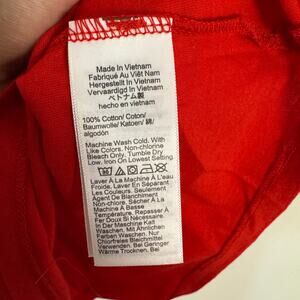 Made In Vietnam
Fabriqué Au Viêt Nam
Hergestellt In Vietnam
Vervaardigd In Vietnam
ベトナム製
hecho en vietnam
100% Cotton/ Coton/
Baumwolle/ Katoen/ 綿/
algodón
Machine Wash Cold, With
Like Colors. Non-chlorine
Bleach Only. Tumble Dry
Low. Iron On Lowest Setting.
Laver À La Machine À L'eau
Froide. Laver En Séparant
Les Couleurs. Seulement
Agent De Blanchiment
Non-chloré. Sécher À La
Machine A Basse
Température. Repasser À
Fer Doux Si Nécessaire.
In Der Maschine Kalt
Waschen, Mit Ähnlichen
Farben Waschen. Nur
Chlorfreies Bleichmittel
Verwenden, Bei Geringer
Wärme Trocknen, Bei